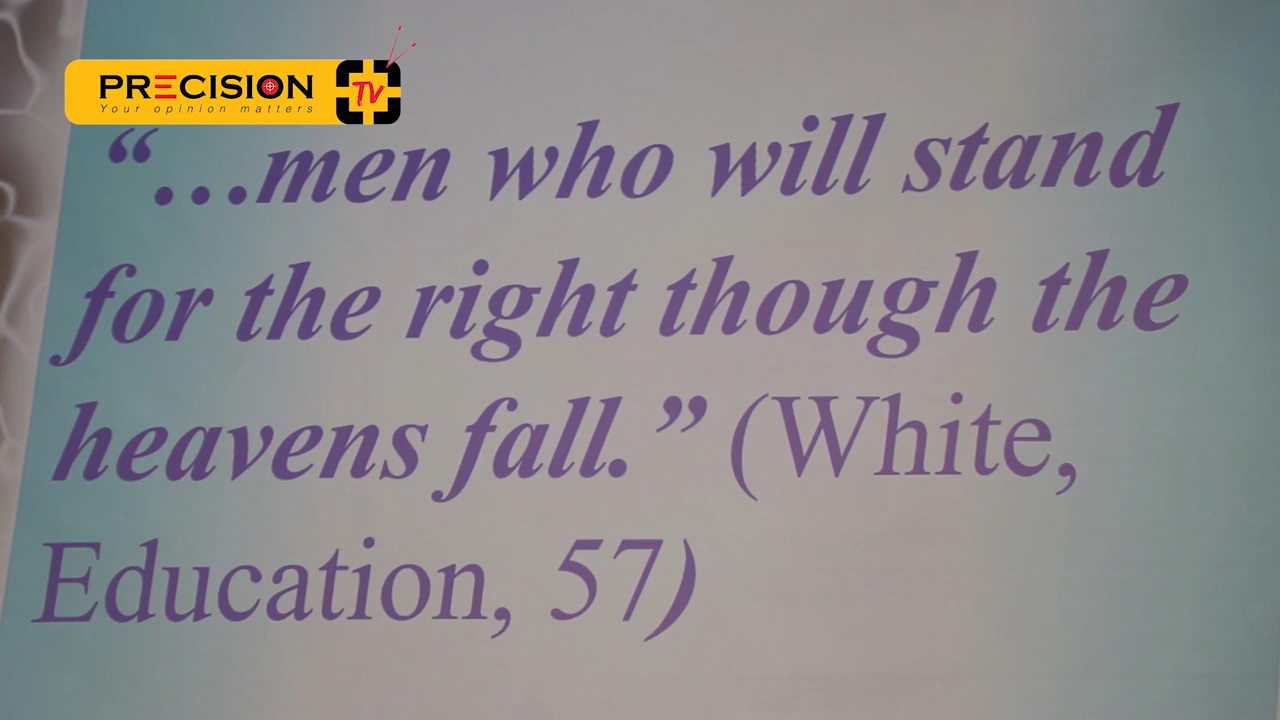 PRECISION TV
Your opinion matters
“...men who will stand
for the right though the
heavens fall.” (White,
Education, 57)